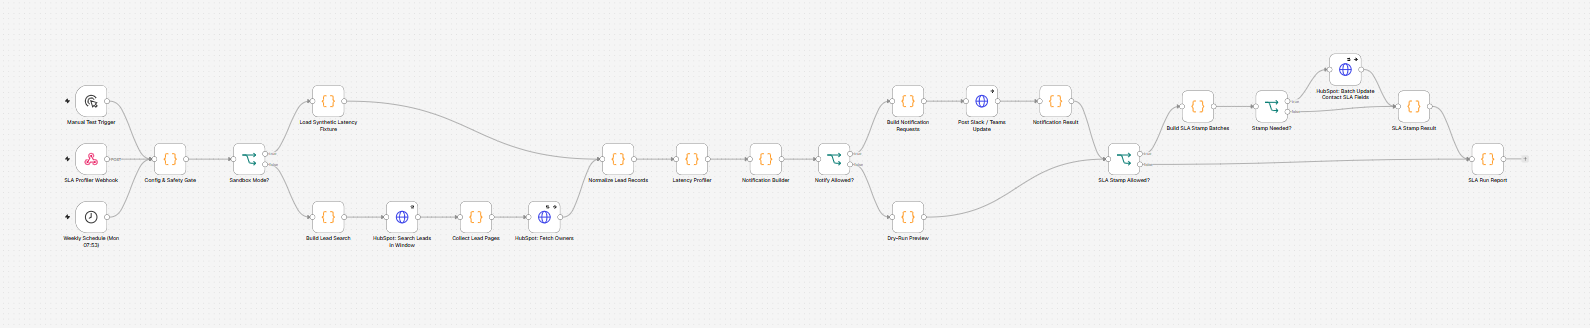 HubSpot: Batch Update
Contact SLA Fields
Manual Test Trigger
Load Synthetic Latency
Fixture
Build Notification
Requests
Post Slack / Teams
Update
Notification Result
Build SLA Stamp Batches
Stamp Needed?
SLA Stamp Result
SLA Profiler Webhook
POST
Config & Safety Gate
Sandbox Mode?
Normalize Lead Records
Latency Profiler
Notification Builder
Notify Allowed?
SLA Stamp Allowed?
SLA Run Report
Weekly Schedule (Mon
07:53)
Build Lead Search
HubSpot: Search Leads
in Window
Collect Lead Pages
HubSpot: Fetch Owners
Dry-Run Preview